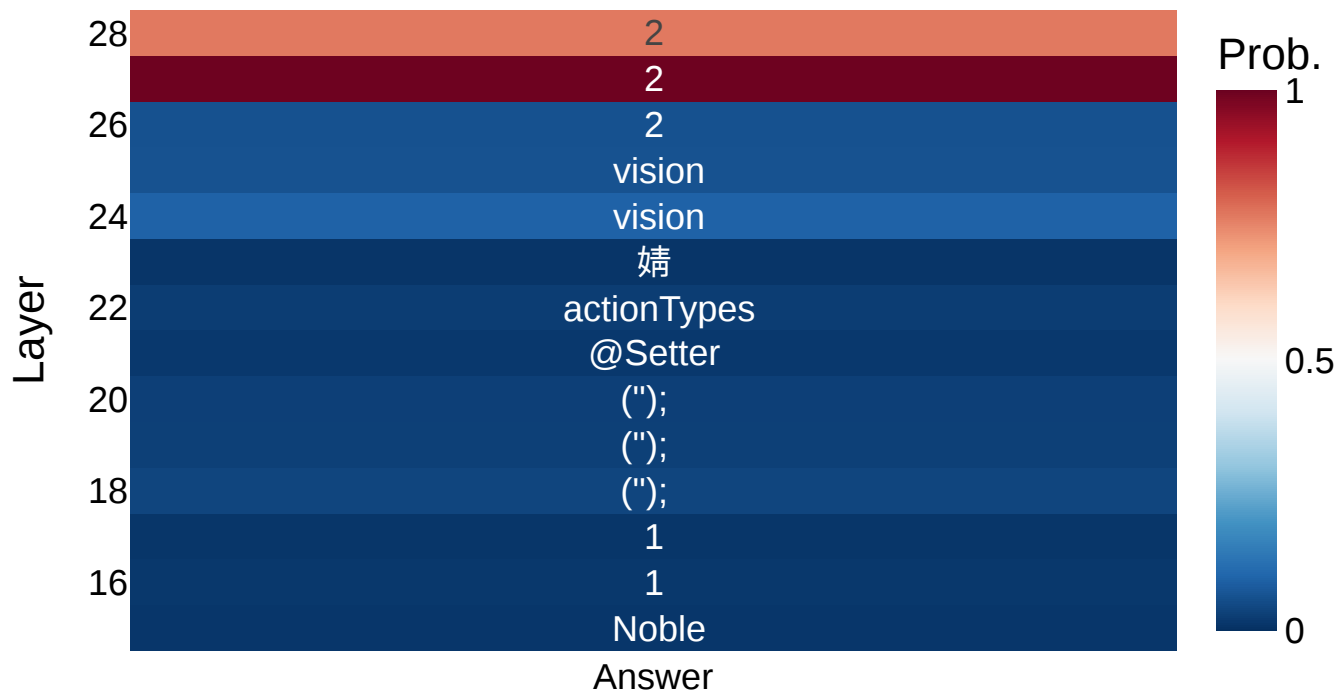 28
2
Prob.
2
1
26
2
vision
24
vision
婧
22
actionTypes
@Setter
0.5
20
(");
(");
18
(");
1
16
1
Noble
0
Layer
Answer